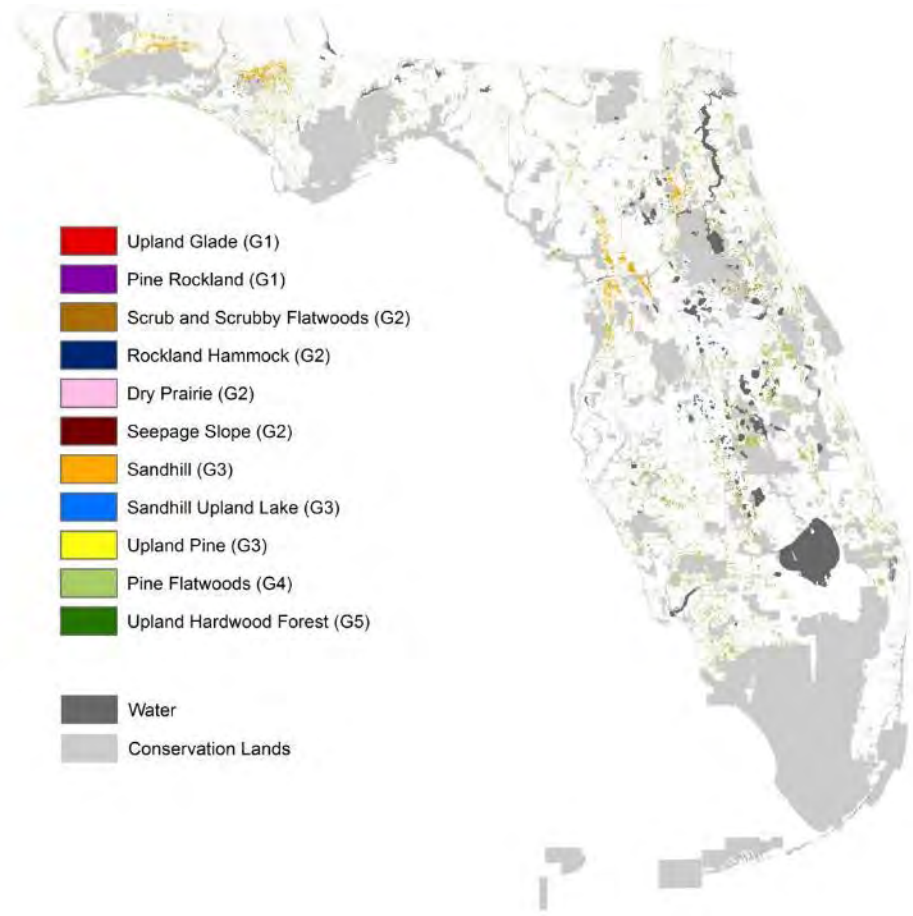 Upland Glade (G1)
Pine Rockland (G1)
Scrub and Scrubby Flatwoods (G2)
Rockland Hammock (G2)
Dry Prairie (G2)
Seepage Slope (G2)
Sandhill (G3)
Sandhill Upland Lake (G3)
Upland Pine (G3)
Pine Flatwoods (G4)
Upland Hardwood Forest (G5)
Water
Conservation Lands